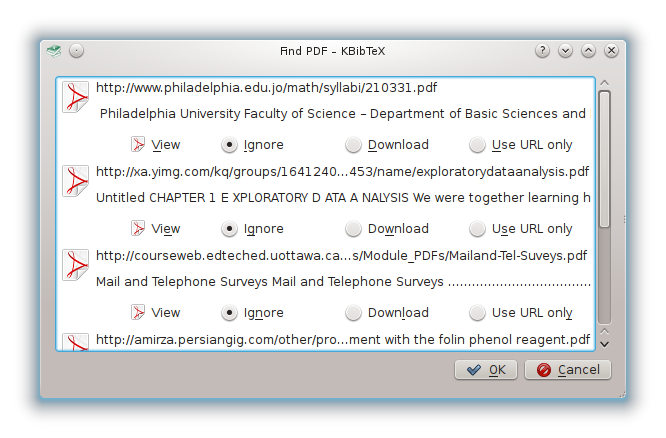 Find PDF – KBibTeX
http://www.philadelphia.edu.jo/math/syllabi/210331.pdf
Philadelphia University Faculty of Science – Department of Basic Sciences and
View Ignore Download Use URL only
http://xa.yimg.com/kq/groups/1641240...453/name/exploratorydataanalysis.pdf
Untitled CHAPTER 1 E XPLORATORY D ATA A NALYSIS We were together learning h
View Ignore Download Use URL only
http://courseweb.edteched.uottawa.ca...s/Module_PDFs/Mailand-Tel-Suveys.pdf
Mail and Telephone Surveys Mail and Telephone Surveys ................................
View Ignore Download Use URL only
http://amirza.persiangig.com/other/pro...ment with the folin phenol reagent.pdf
OK Cancel